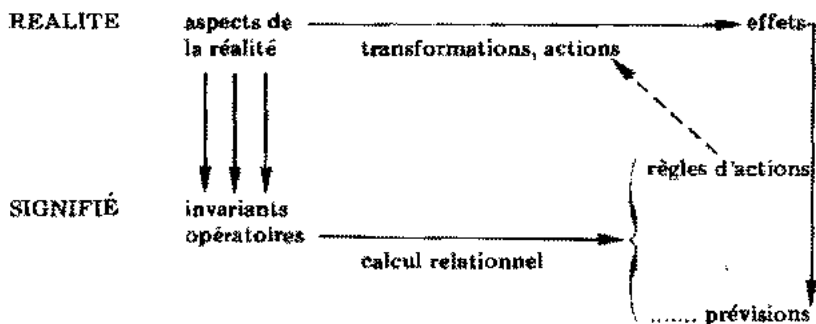 REALITE aspects de la réalité effets
transformations, actions
règles d'actions
SIGNIFIÉ invariants opératoires
calcul relationnel
....... prévisions